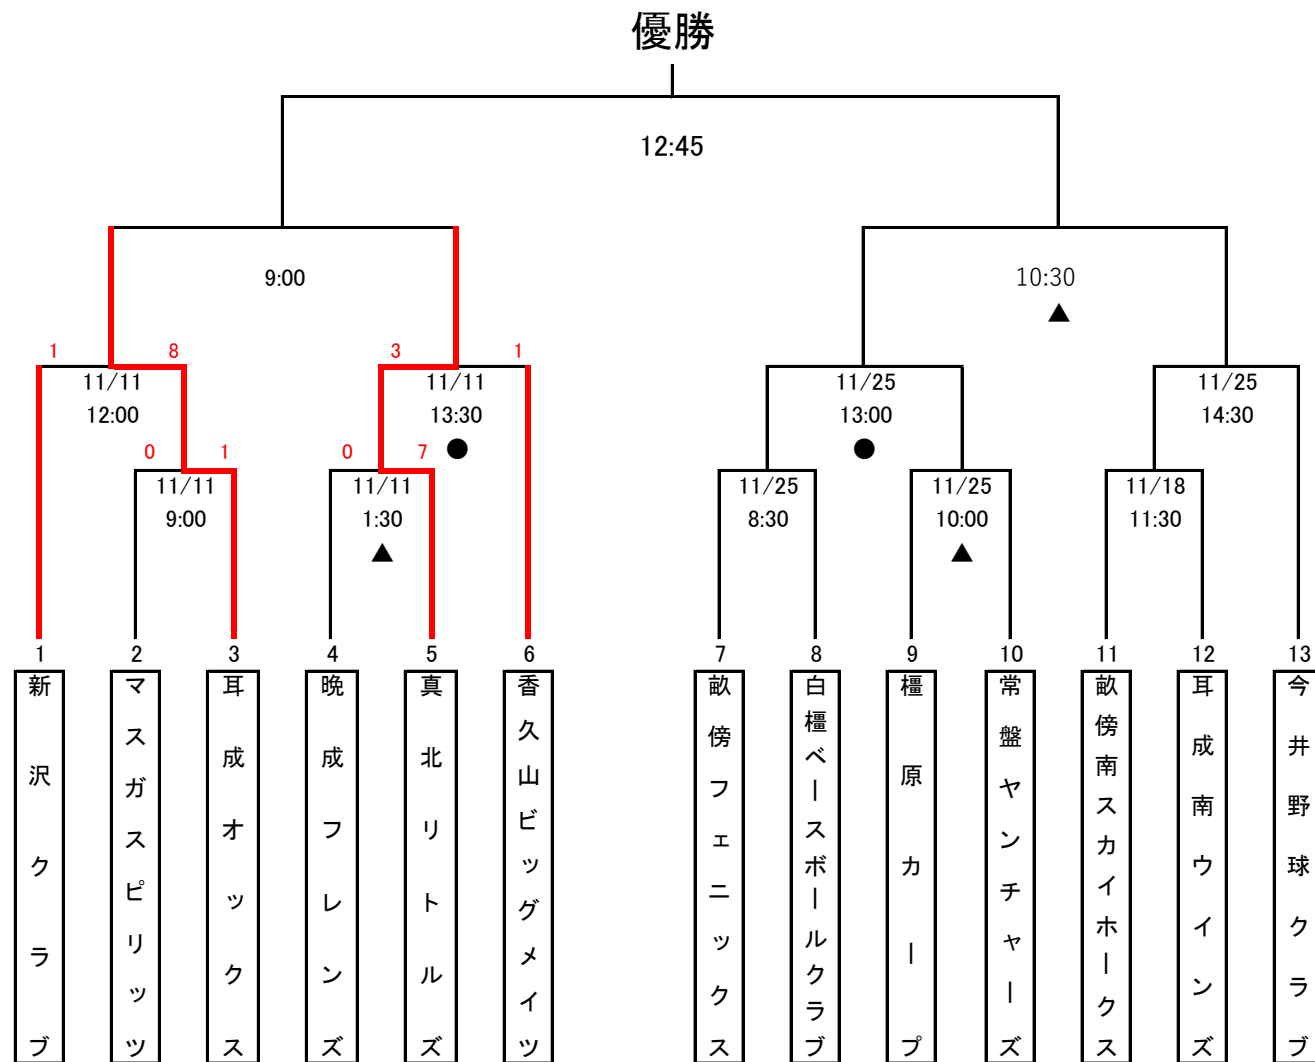 優勝
12:45
9:00
10:30
▲
1 8 3 1
11/11 11/11 11/25 11/25
12:00 13:30 13:00 14:30
● ●
0 1 0 7
11/11 11/11 11/25 11/25 11/18
9:00 1:30 8:30 10:00 11:30
▲ ▲
1 2 3 4 5 6 7 8 9 10 11 12 13
新沢クラブ
マスガスピリッツ
耳成オックス
晩成フレンズ
真北リトルズ
香久山ビッグメイツ
畝傍フェニックス
白橿ベースボールクラブ
橿原カープ
常盤ヤンチャーズ
畝傍南スカイホークス
耳成南ウインズ
今井野球クラブ